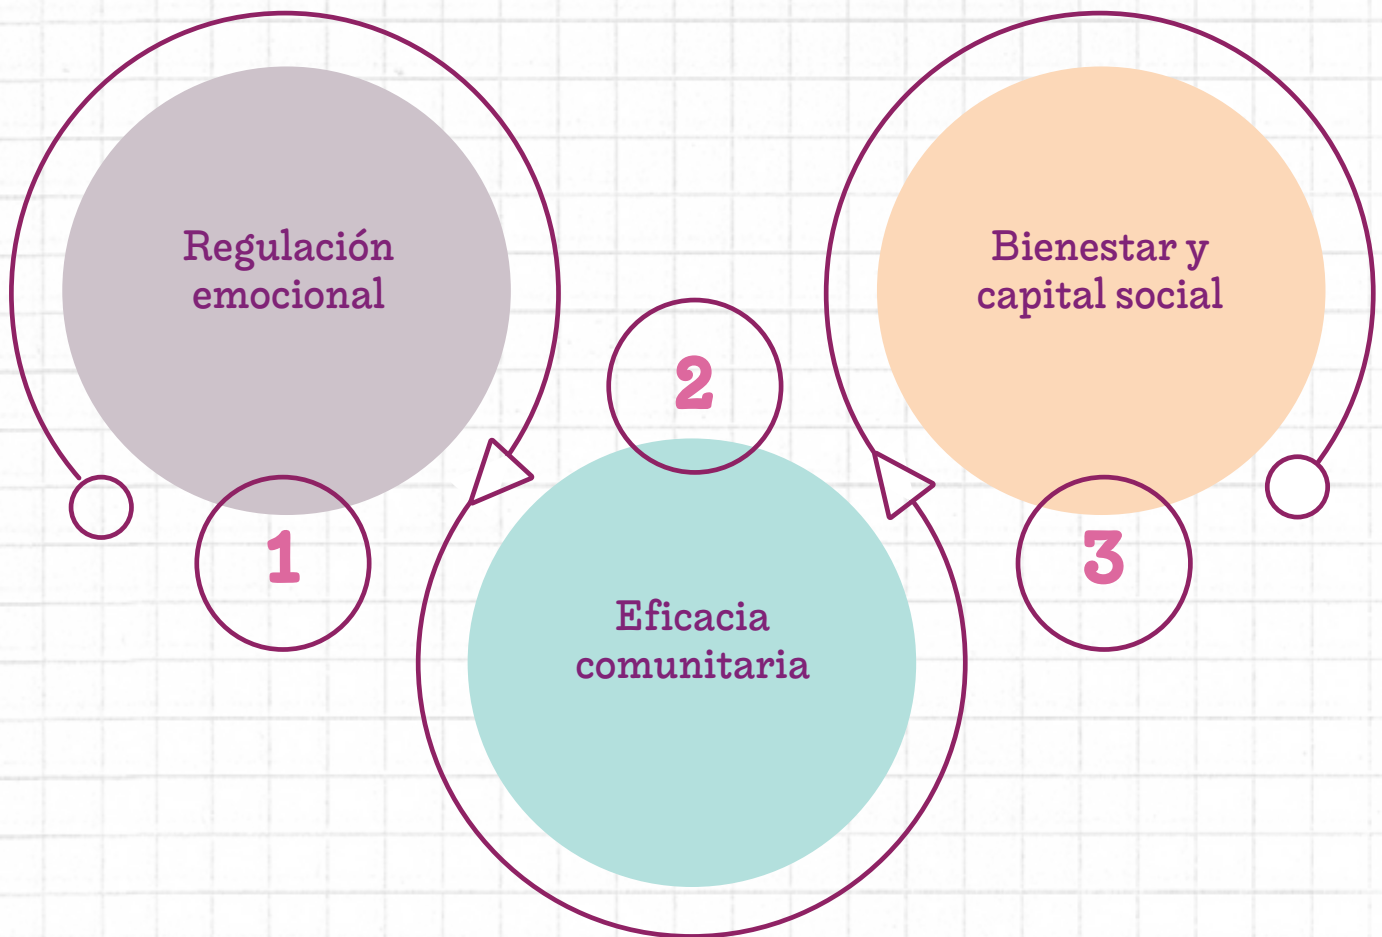 Regulación
emocional
1
2
Eficacia
comunitaria
Bienestar y
capital social
3